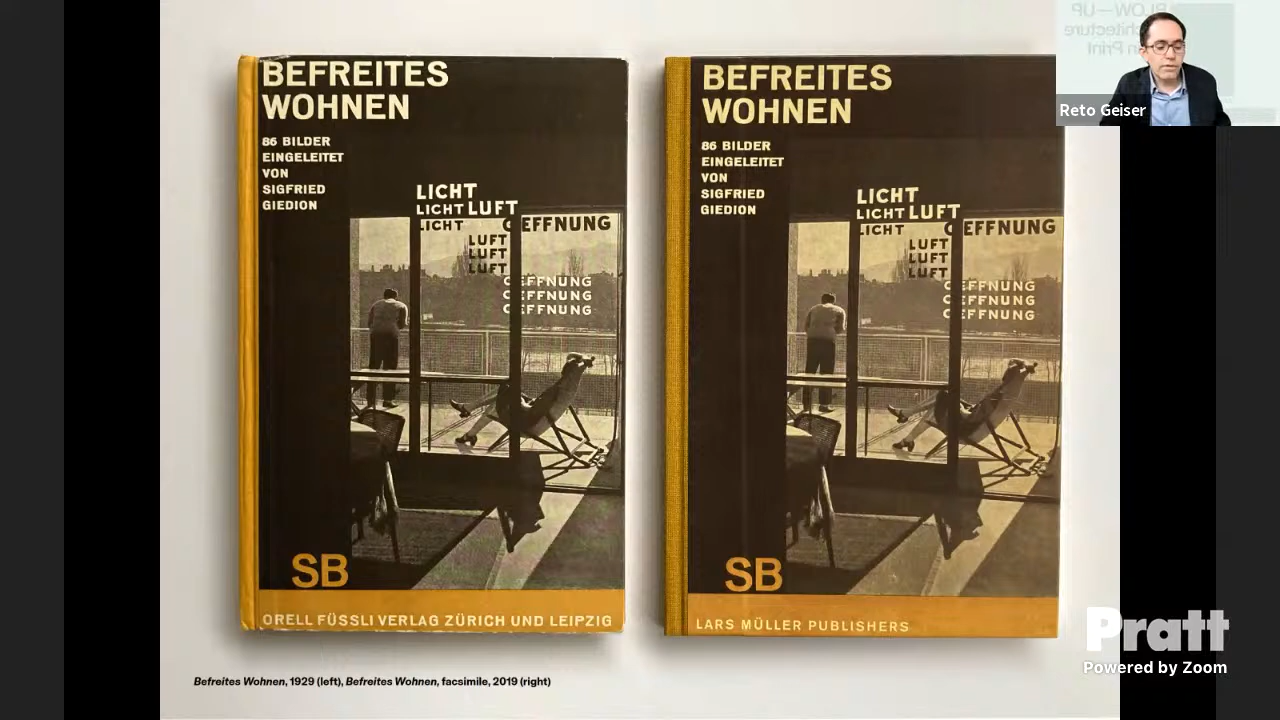 BEFREITES
WOHNEN
86 BILDER
EINGELEITET
VON
SIGFRIED
GIEDION
LICHT
LICHT LUFT
LICHT OEFFNUNG
LUFT
LUFT
LUFT
OEFFNUNG
OEFFNUNG
OEFFNUNG
SB
ORELL FÜSSLI VERLAG ZÜRICH UND LEIPZIG
BEFREITES
WOHNEN
86 BILDER
EINGELEITET
VON
SIGFRIED
GIEDION
LICHT
LICHT LUFT
LICHT OEFFNUNG
LUFT
LUFT
LUFT
OEFFNUNG
OEFFNUNG
OEFFNUNG
SB
LARS MÜLLER PUBLISHERS
Befreites Wohnen, 1929 (left), Befreites Wohnen, facsimile, 2019 (right)
BLOW—UP
Print
Reto Geiser
Pratt
Powered by Zoom